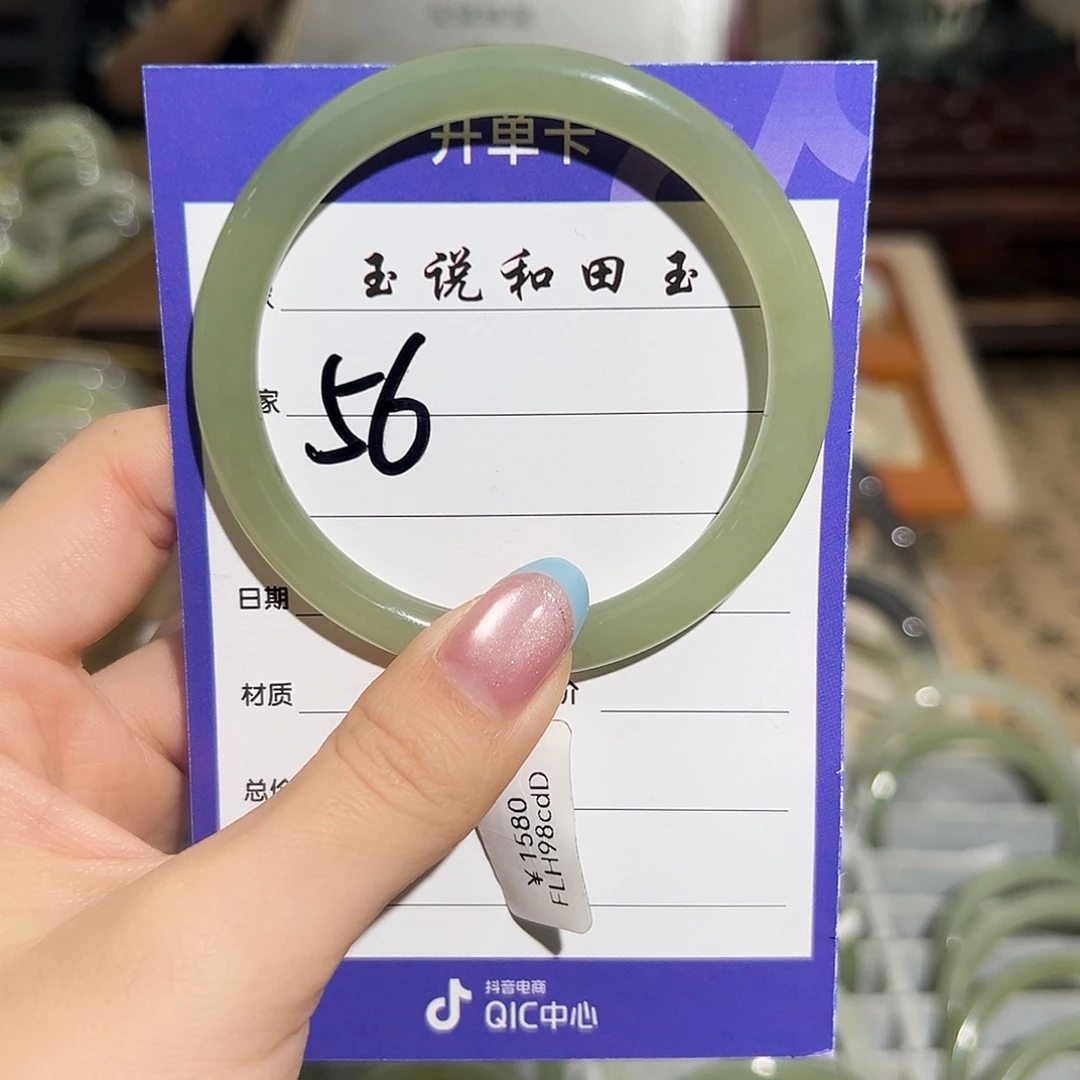 开单卡
玉说和田玉
家
56
日期
材质
价
总价
¥1580
FLH98cdD
抖音电商
QIC中心